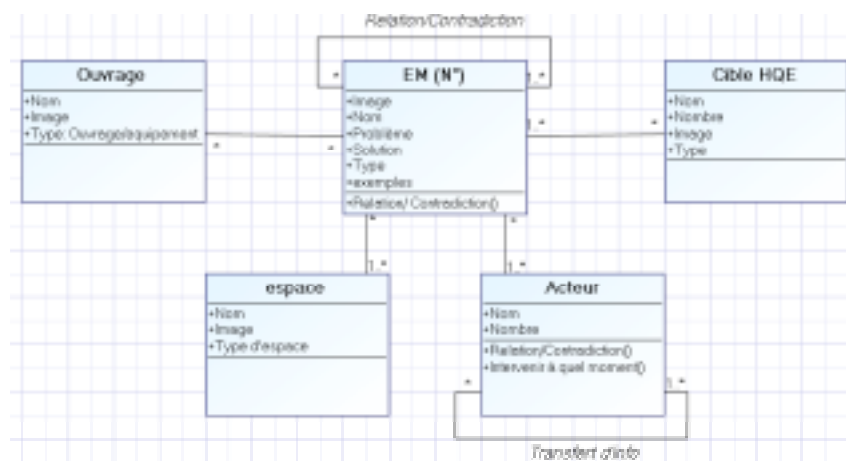 Relation/Contradiction
Ouvrage
+Nom
+Image
+Type: Ouvrage/equipement
*
EM (N°)
+Image
+Nom
+Problème
+Solution
+Type
+exemples
+Relation/ Contradiction()
*
1..*
*
1..*
*
Cible HQE
+Nom
+Nombre
+Image
+Type
*
1..*
*
1..*
espace
+Nom
+Image
+Type d'espace
Acteur
+Nom
+Nombre
+Relation/Contradiction()
+Intervenir à quel moment()
*
1..*
Transfert d'info